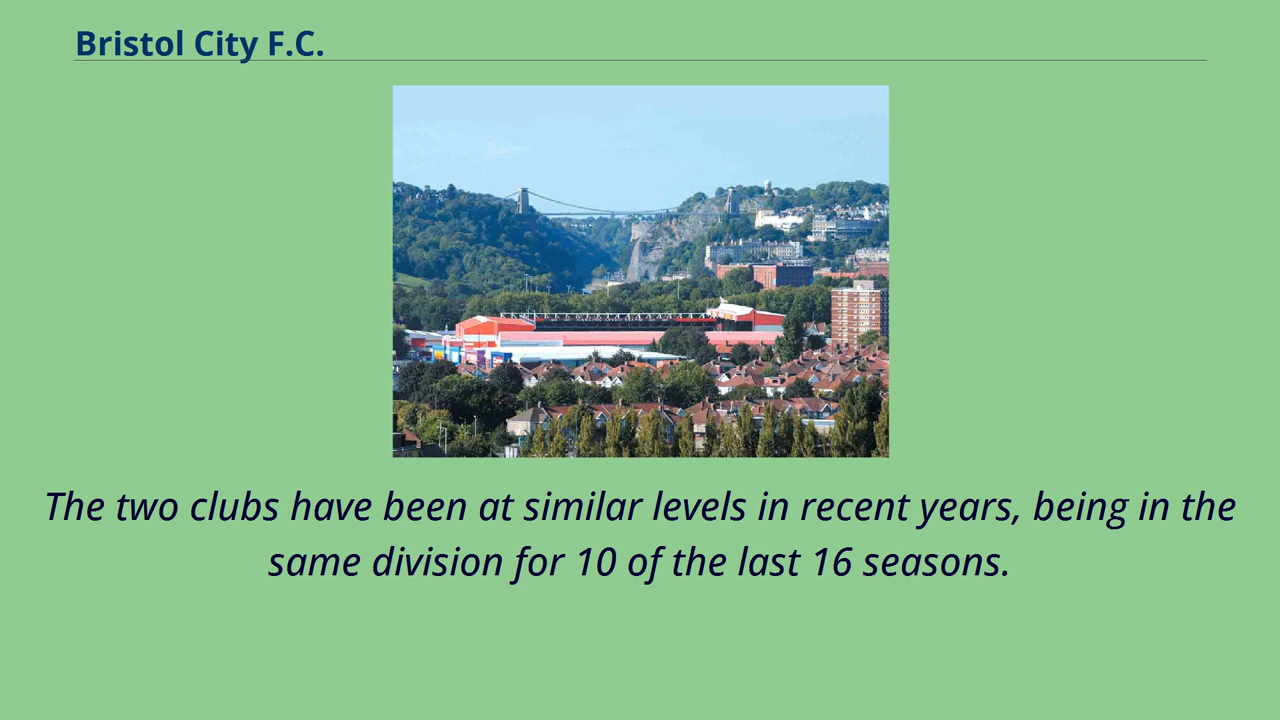 Bristol City F.C.
The two clubs have been at similar levels in recent years, being in the
same division for 10 of the last 16 seasons.